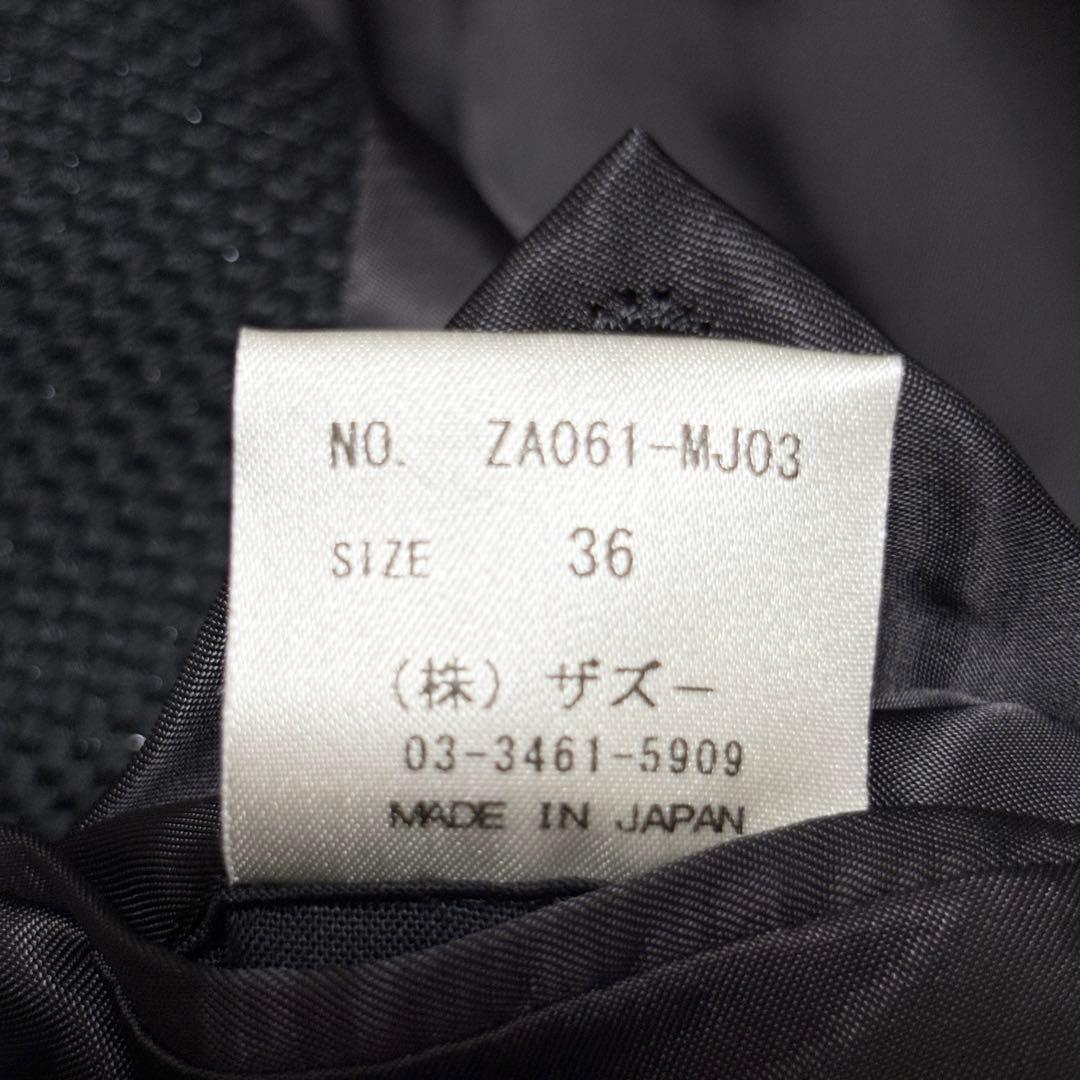 NO. ZA061-MJ03
SIZE 36
(株) ザズー
03-3461-5909
MADE IN JAPAN